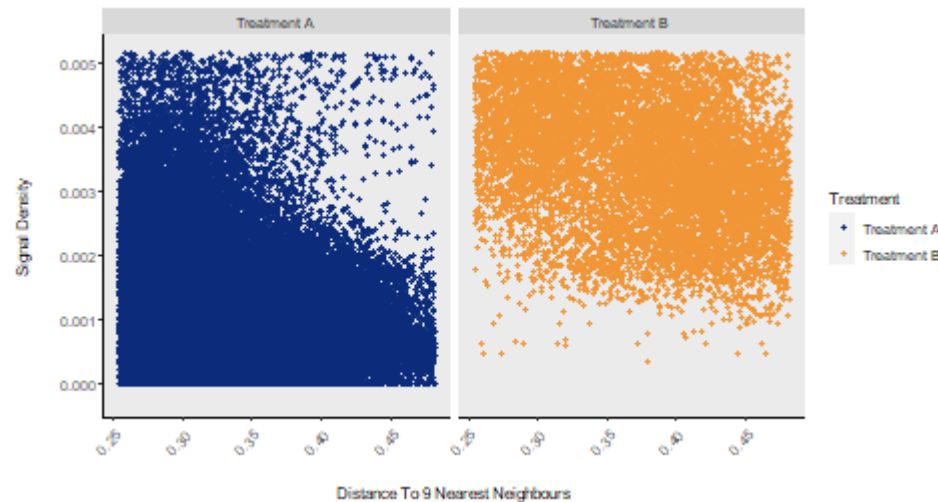 Treatment A
Treatment B
0.005
0.004
0.003
0.002
0.001
0.000
Signal Density
0.25
0.30
0.35
0.40
0.45
0.25
0.30
0.35
0.40
0.45
Distance To 9 Nearest Neighbours
Treatment
Treatment A
Treatment B